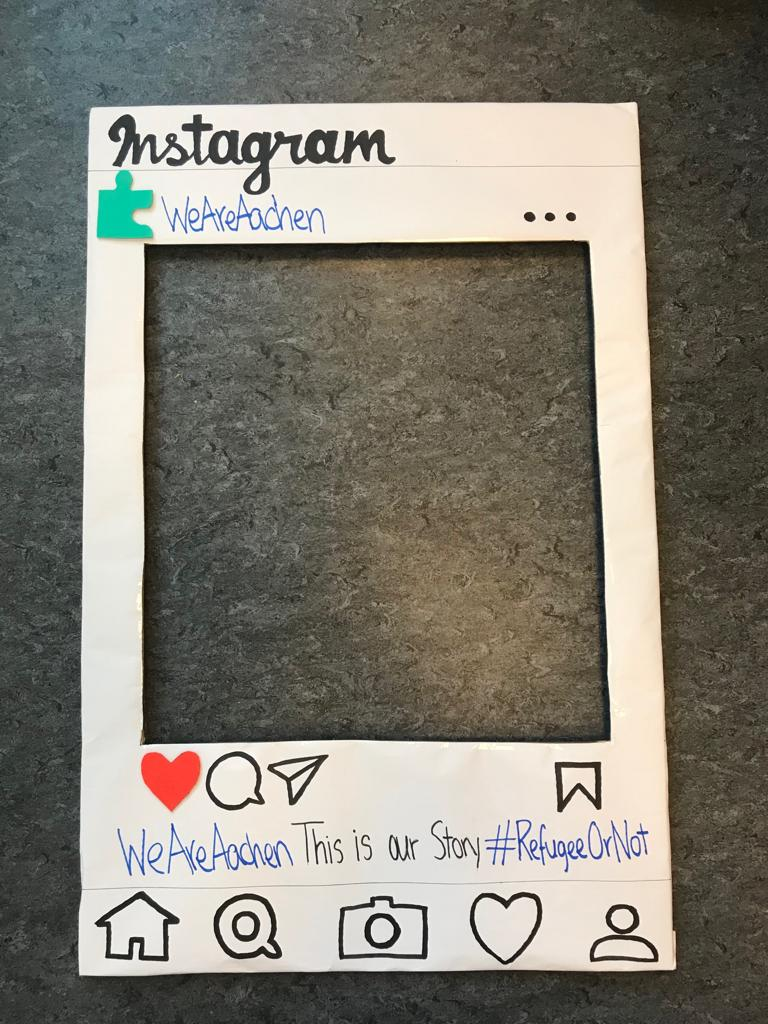 Instagram
WeAreAachen
WeAreAachen This is our Story #RefugeeOrNot